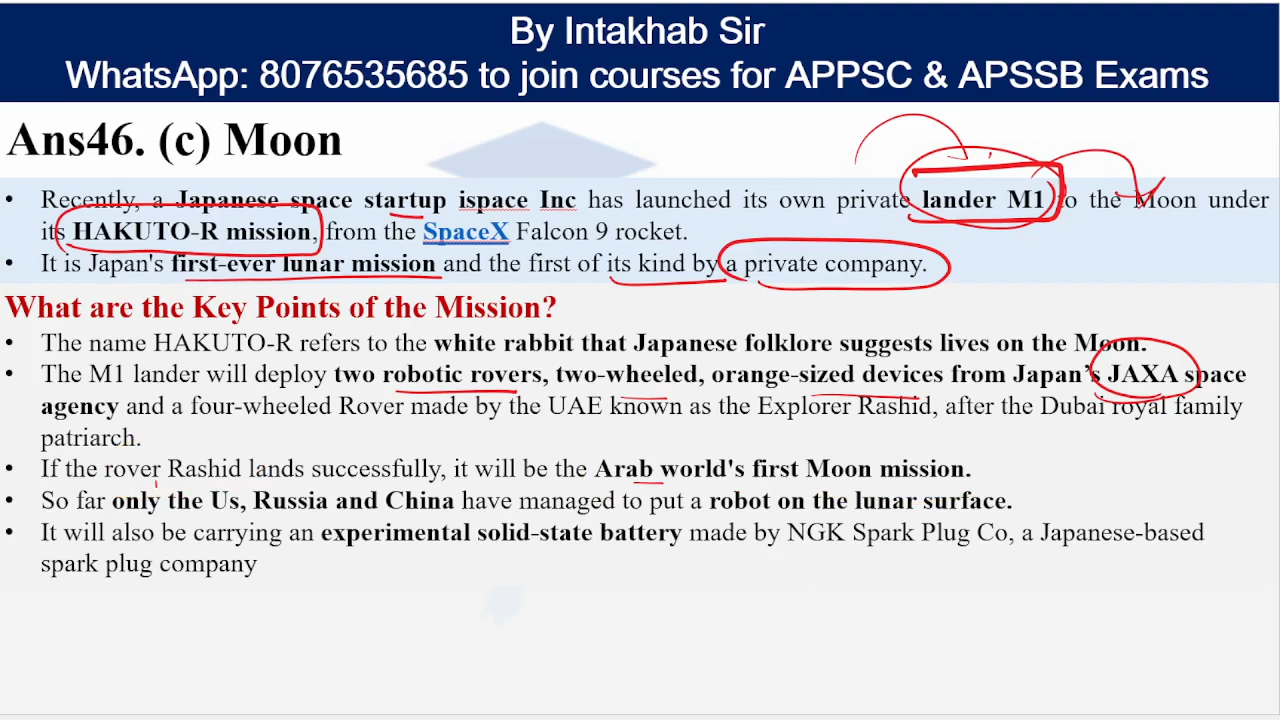 By Intakhab Sir
WhatsApp: 8076535685 to join courses for APPSC & APSSB Exams
Ans46. (c) Moon
• Recently, a Japanese space startup ispace Inc has launched its own private lander M1 to the Moon under
its HAKUTO-R mission, from the SpaceX Falcon 9 rocket.
• It is Japan's first-ever lunar mission and the first of its kind by a private company.
What are the Key Points of the Mission?
• The name HAKUTO-R refers to the white rabbit that Japanese folklore suggests lives on the Moon.
• The M1 lander will deploy two robotic rovers, two-wheeled, orange-sized devices from Japan’s JAXA space
agency and a four-wheeled Rover made by the UAE known as the Explorer Rashid, after the Dubai royal family
patriarch.
• If the rover Rashid lands successfully, it will be the Arab world's first Moon mission.
• So far only the Us, Russia and China have managed to put a robot on the lunar surface.
• It will also be carrying an experimental solid-state battery made by NGK Spark Plug Co, a Japanese-based
spark plug company